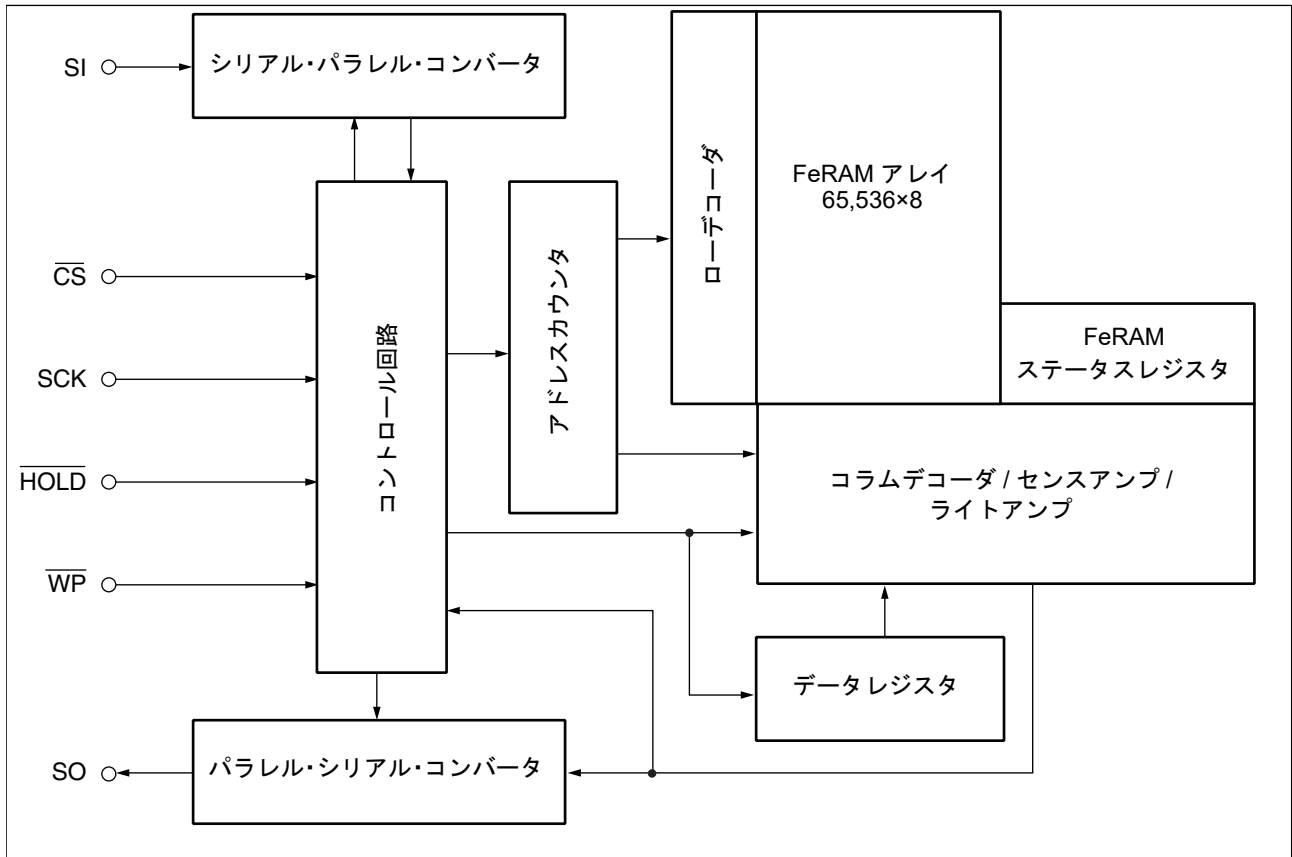 シリアル・パラレル・コンバータ
SI
ローデコーダ
FeRAM アレイ
65,536×8
コントロール回路
アドレスカウンタ
C̅S̅
SCK
H̅O̅L̅D̅
W̅P̅
FeRAM
ステータスレジスタ
コラムデコーダ / センスアンプ /
ライトアンプ
データレジスタ
SO
パラレル・シリアル・コンバータ